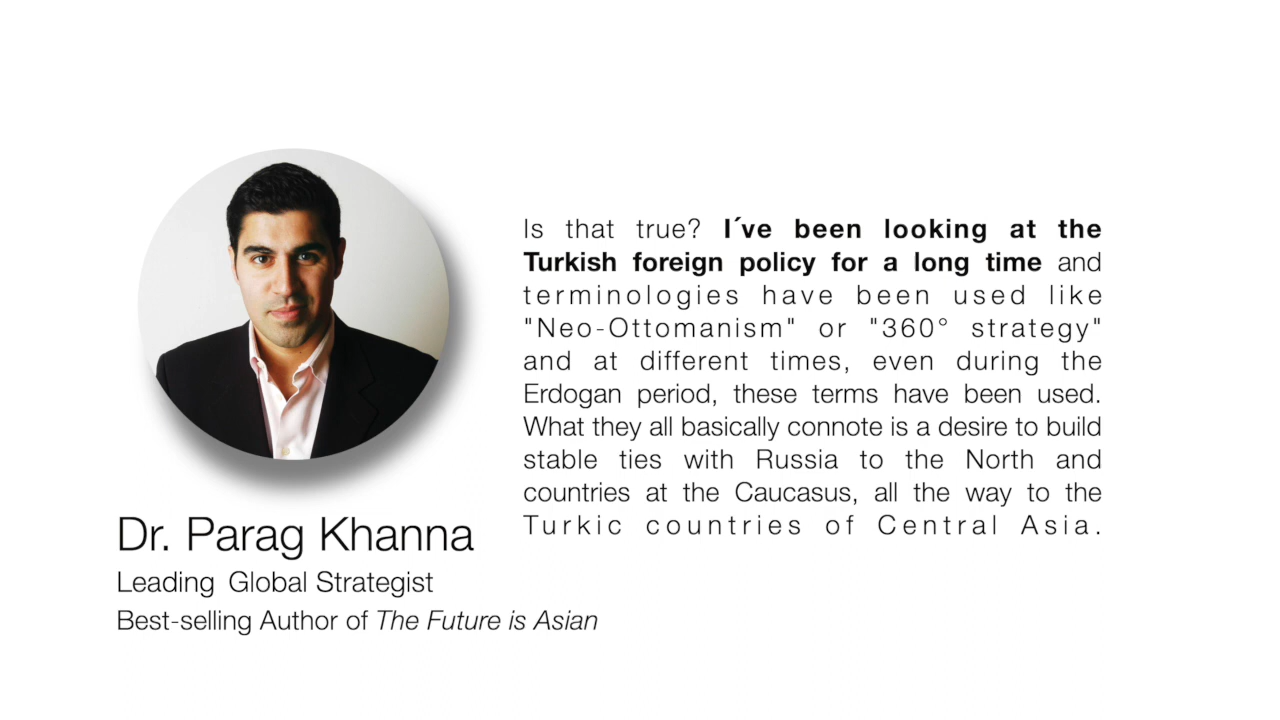 Is that true? I´ve been looking at the
Turkish foreign policy for a long time and
terminologies have been used like
"Neo-Ottomanism" or "360° strategy"
and at different times, even during the
Erdogan period, these terms have been used.
What they all basically connote is a desire to build
stable ties with Russia to the North and
countries at the Caucasus, all the way to the
Turkic countries of Central Asia.
Dr. Parag Khanna
Leading Global Strategist
Best-selling Author of The Future is Asian